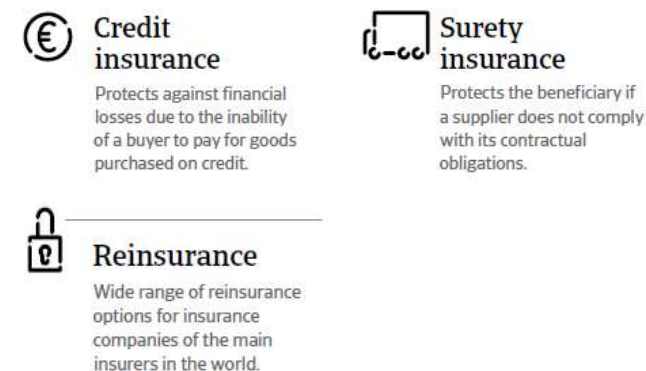 Credit
insurance
Protects against financial
losses due to the inability
of a buyer to pay for goods
purchased on credit.
Surety
insurance
Protects the beneficiary if
a supplier does not comply
with its contractual
obligations.
Reinsurance
Wide range of reinsurance
options for insurance
companies of the main
insurers in the world.